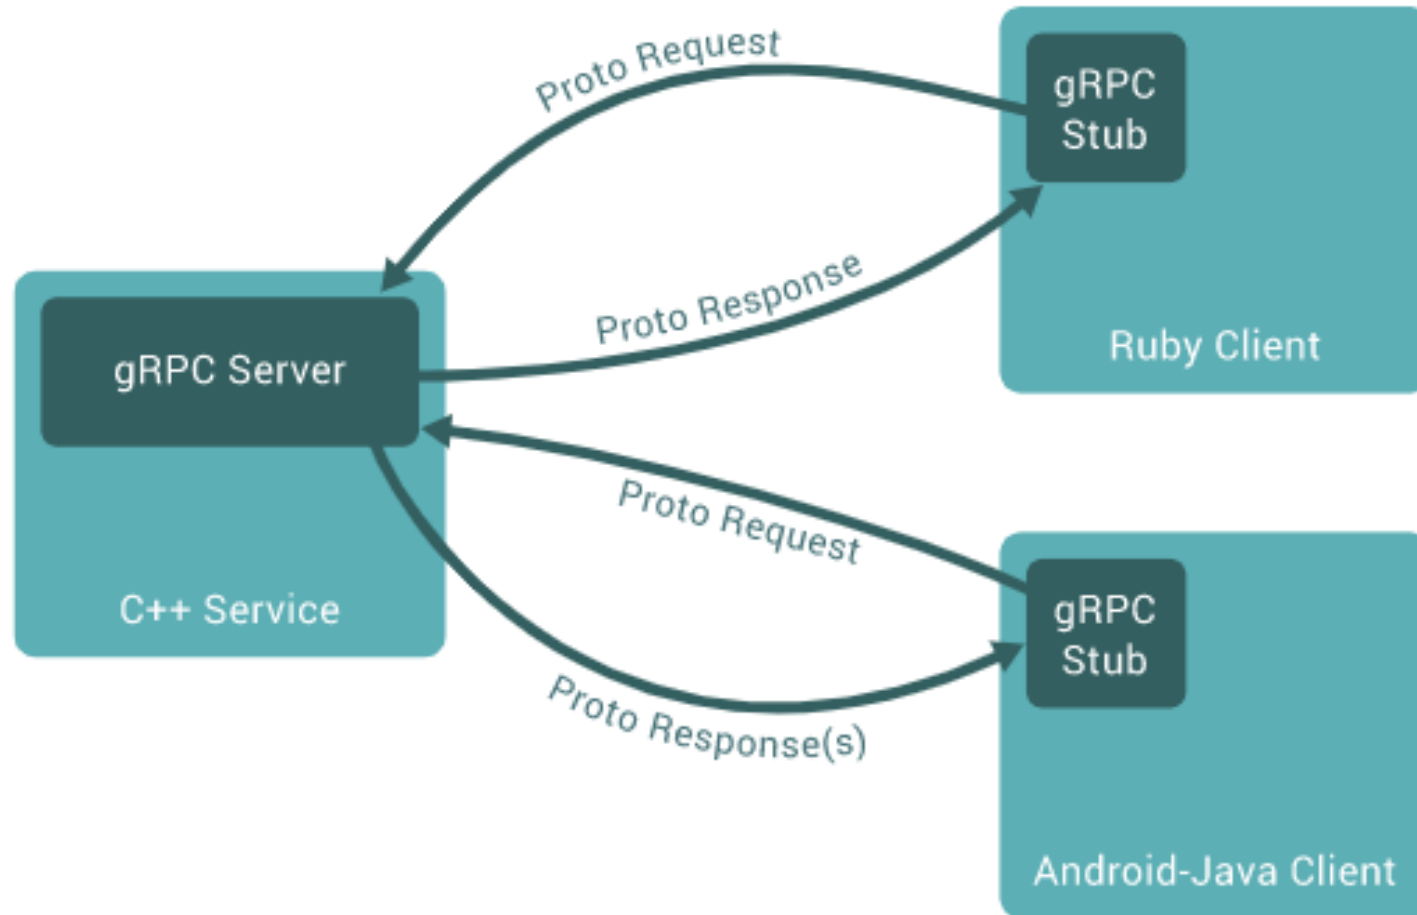 Proto Request
gRPC
Stub
Proto Response
Ruby Client
gRPC Server
C++ Service
Proto Request
gRPC
Stub
Proto Response(s)
Android-Java Client